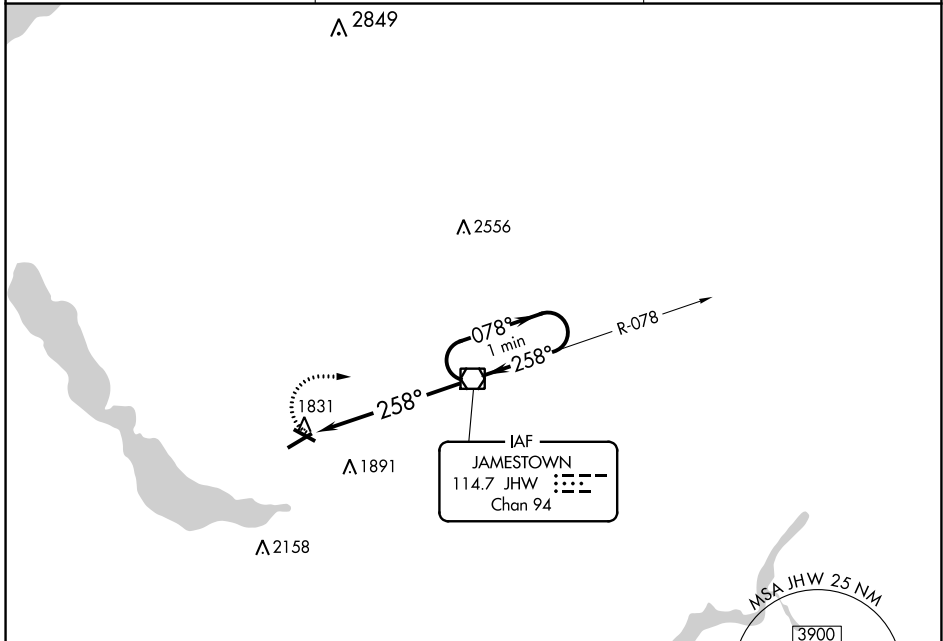 2849
2556
078°
1 min
258°
R-078
258°
1831
1891
IAF
JAMESTOWN
114.7 JHW
Chan 94
2158
MSA JHW 25 NM
3900